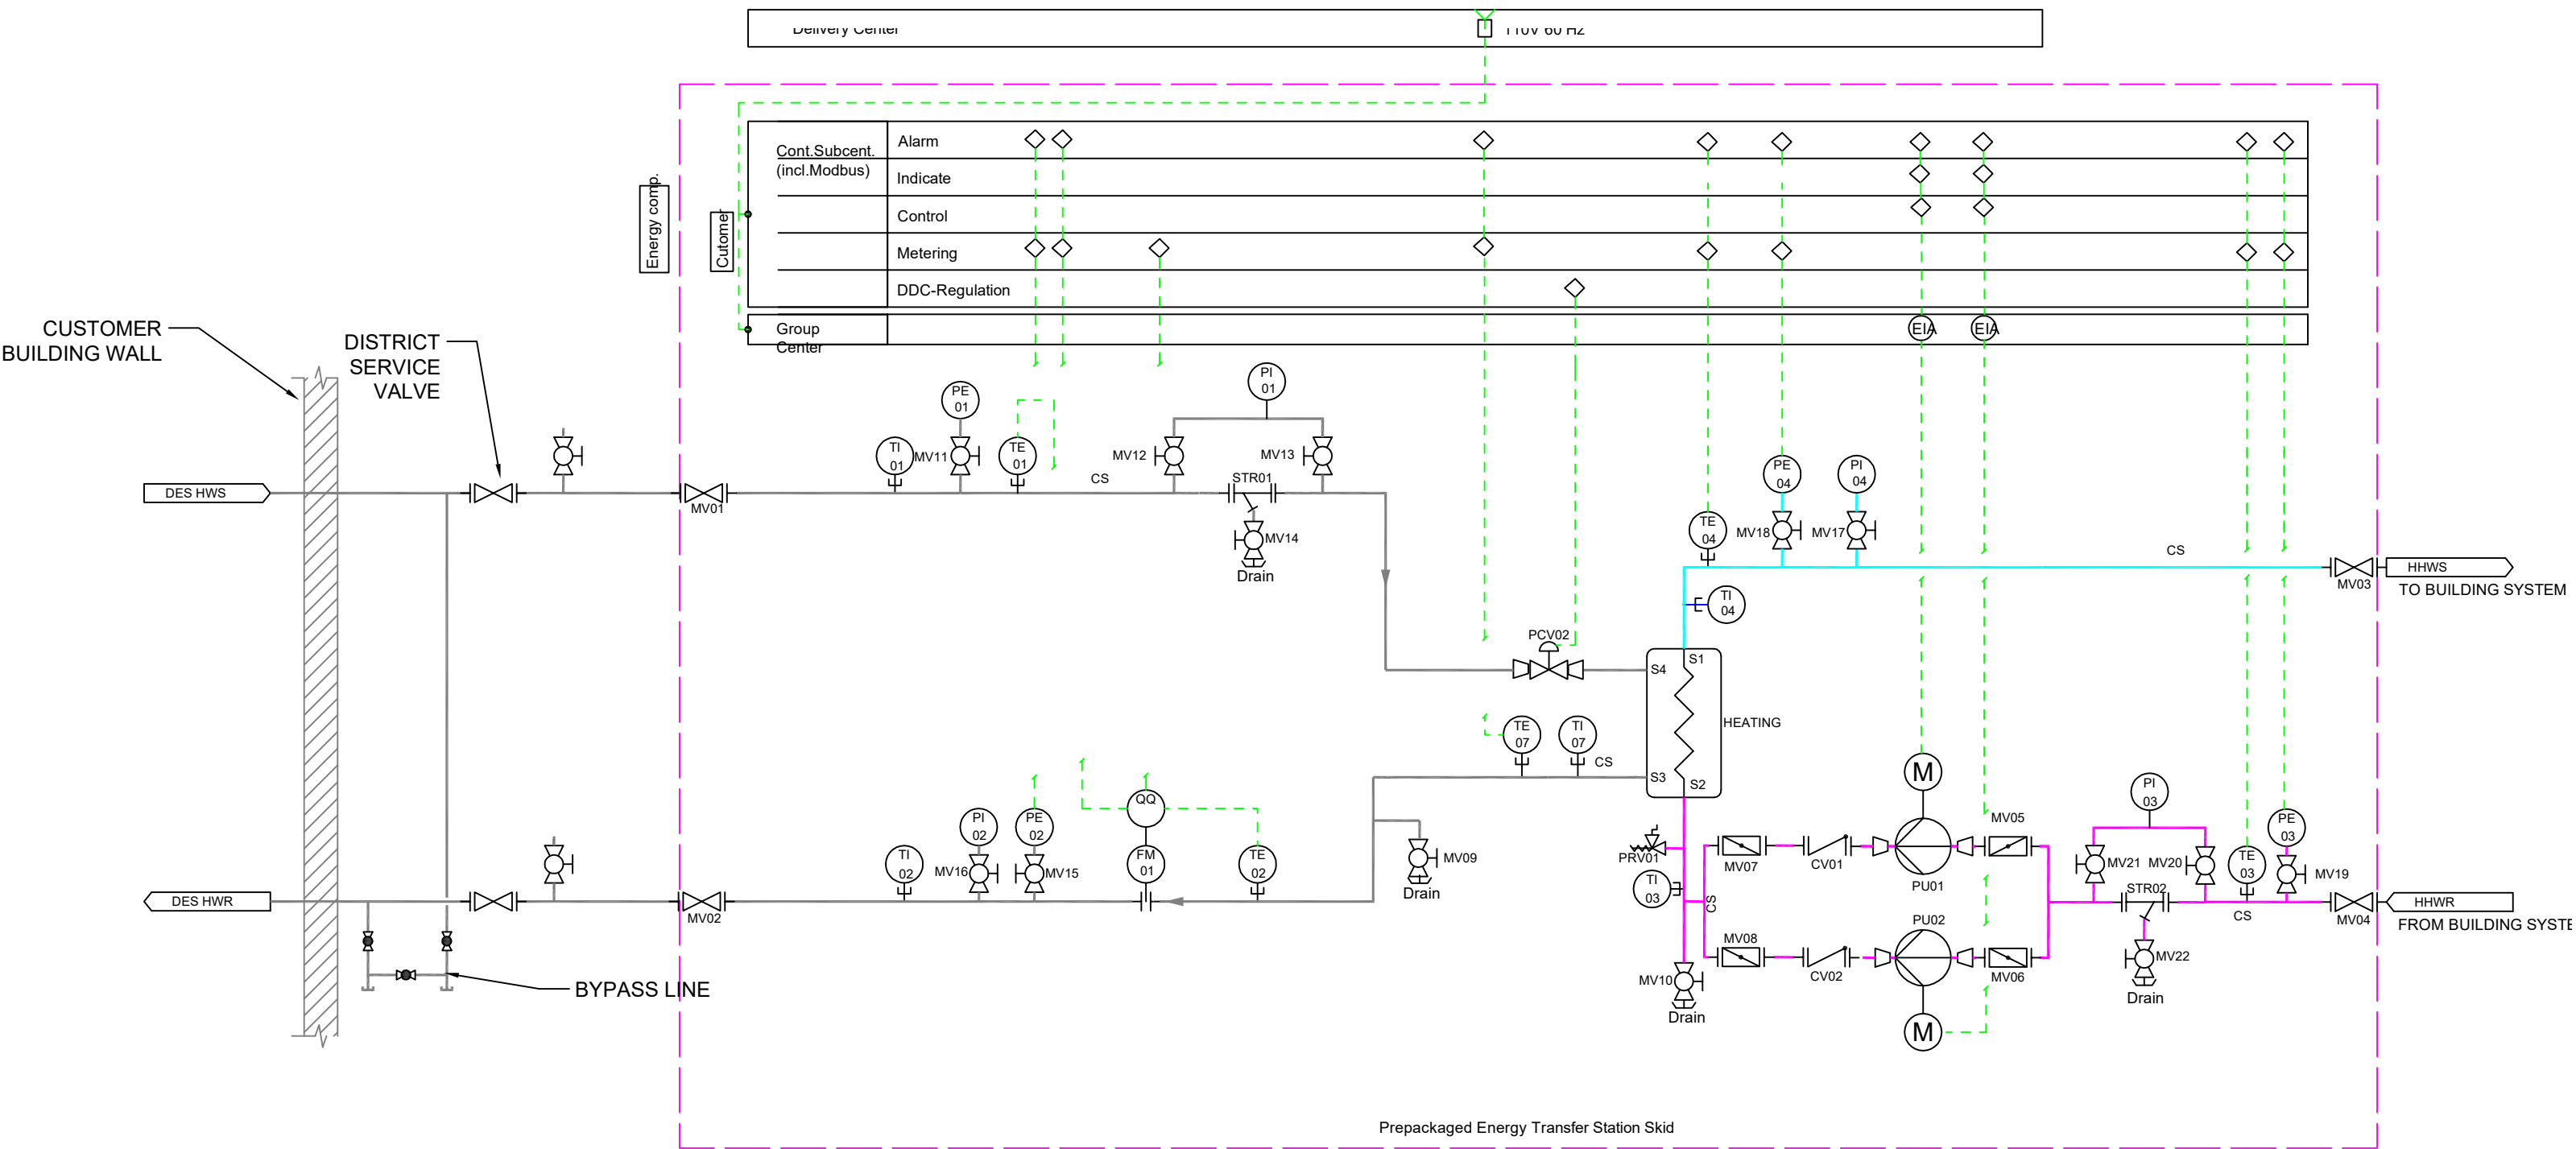 Delivery Center
110V 60 Hz
Cont.Subcent.
(incl.Modbus)
Alarm
Indicate
Control
Metering
DDC-Regulation
Group
Center
EIA
EIA
Energy comp.
Cutomer
CUSTOMER
BUILDING WALL
DISTRICT
SERVICE
VALVE
DES HWS
MV01
TI
01
MV11
PE
01
TE
01
CS
MV12
PI
01
MV13
STR01
MV14
Drain
TE
04
MV18
PE
04
MV17
PI
04
CS
MV03
HHWS
TO BUILDING SYSTEM
TI
04
PCV02
S4
S1
S3
S2
HEATING
TE
07
TI
07
CS
DES HWR
MV02
TI
02
PI
02
MV16
PE
02
MV15
QQ
FM
01
TE
02
MV09
Drain
BYPASS LINE
PRV01
TI
03
CS
MV10
Drain
MV07
CV01
M
PU01
MV05
MV08
CV02
PU02
M
MV06
PI
03
MV21
MV20
STR02
MV22
Drain
TE
03
PE
03
MV19
CS
MV04
HHWR
FROM BUILDING SYSTE
Prepackaged Energy Transfer Station Skid